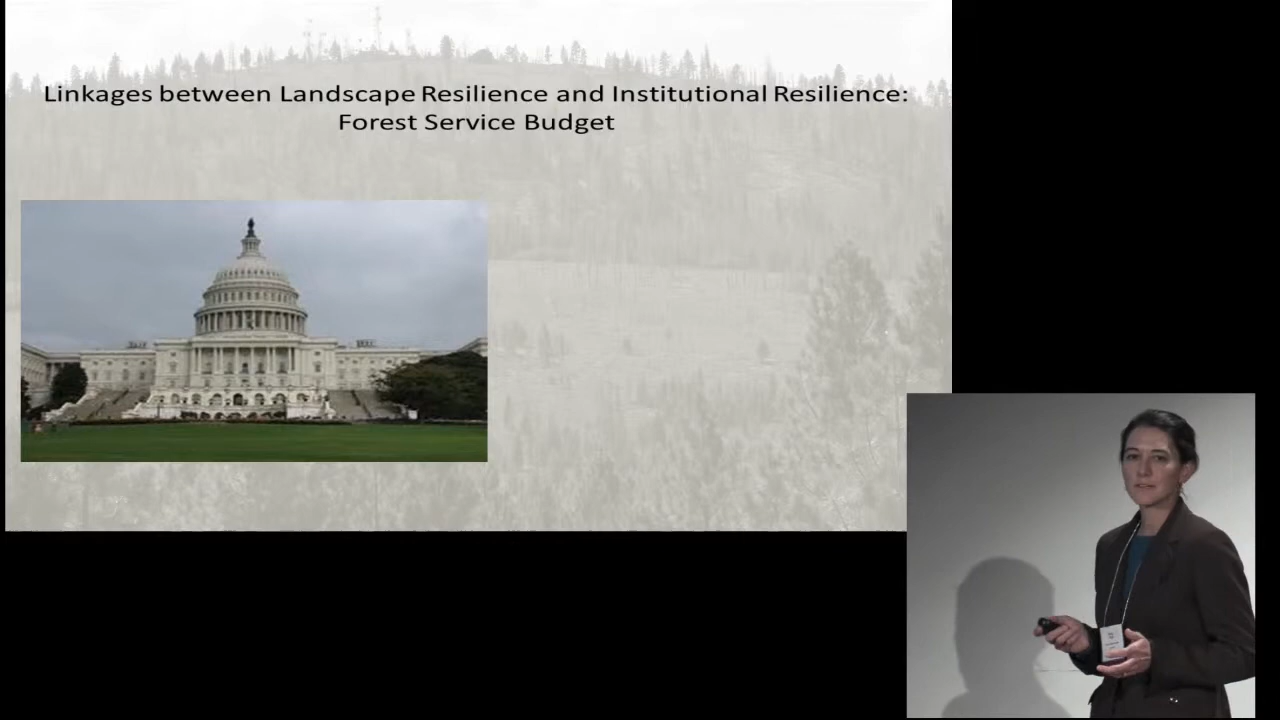 Linkages between Landscape Resilience and Institutional Resilience:
Forest Service Budget